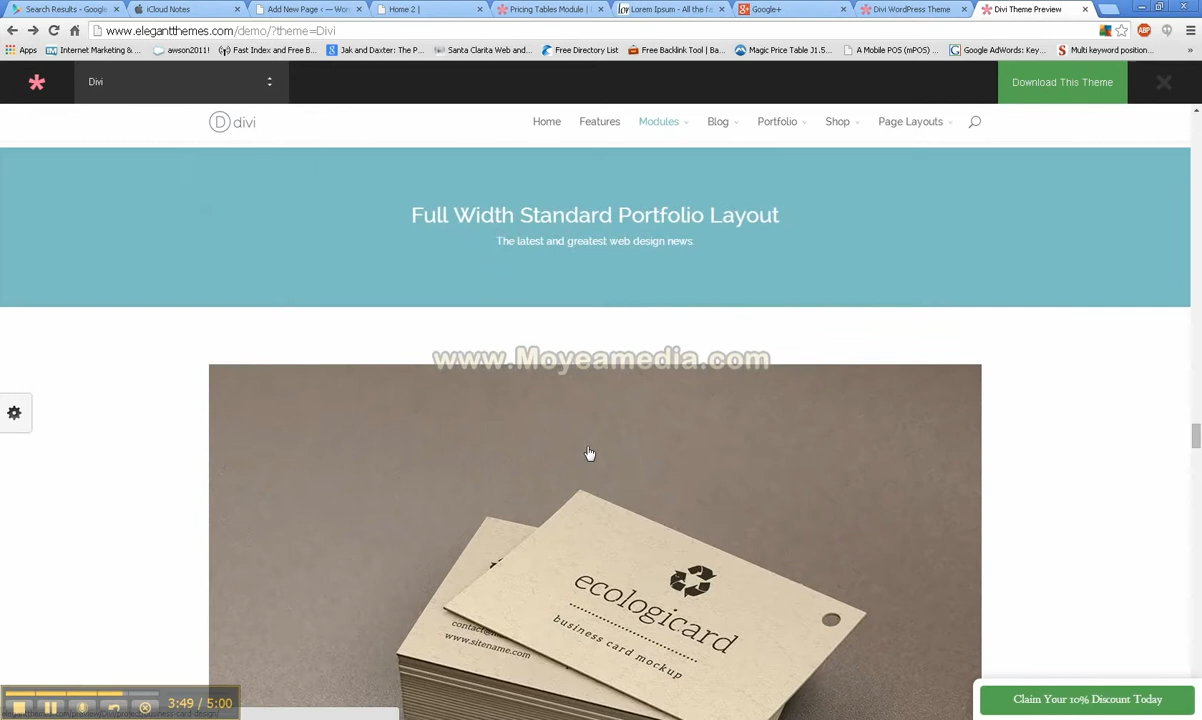 Search Results - Google
iCloud Notes
Add New Page ‹ — Wor
Home 2 |
Pricing Tables Module |
Lorem Ipsum - All the fa
Google+
Divi WordPress Theme
Divi Theme Preview
www.elegantthemes.com/demo/?theme=Divi
Apps
Internet Marketing & ...
awson2011!
Fast Index and Free B...
Jak and Daxter: The P...
Santa Clarita Web and...
Free Directory List
Free Backlink Tool | Ba...
Magic Price Table J1.5...
A Mobile POS (mPOS) ...
Google AdWords: Key...
Multi keyword position...
»
Divi
Download This Theme
D divi
Home
Features
Modules
Blog
Portfolio
Shop
Page Layouts
Full Width Standard Portfolio Layout
The latest and greatest web design news.
www.Moyeamedia.com
ecologicard
business card mockup
www.sitename.com
3:49 / 5:00
Claim Your 10% Discount Today